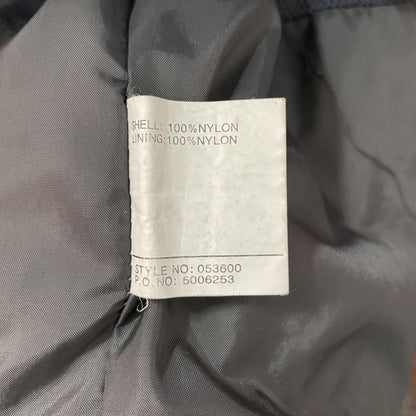 SHELL: 100%NYLON
LINING:100%NYLON
STYLE NO: 053600
P.O. NO: 5006253